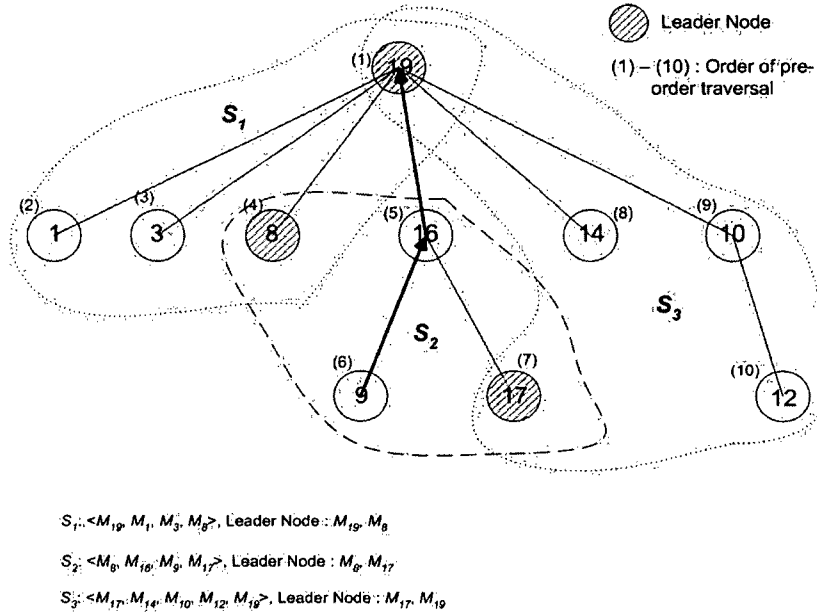 Leader Node
(1) – (10) : Order of pre-
order traversal
(1)
19
S1
(2)
1
(3)
3
(4)
8
(5)
16
14
(8)
(9)
10
S3
S2
(6)
9
(7)
17
(10)
12
S1: <M19, M1, M3, M8>, Leader Node : M19, M8
S2: <M8, M16, M9, M17>, Leader Node : M8, M17
S3: <M17, M14, M10, M12, M19>, Leader Node : M17, M19